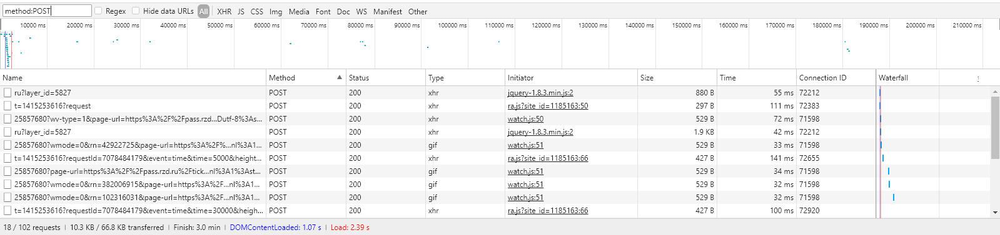 method:POST Regex Hide data URLs All XHR JS CSS Img Media Font Doc WS Manifest Other
10000 ms 20000 ms 30000 ms 40000 ms 50000 ms 60000 ms 70000 ms 80000 ms 90000 ms 100000 ms 110000 ms 120000 ms 130000 ms 140000 ms 150000 ms 160000 ms 170000 ms 180000 ms 190000 ms 200000 ms 210000 ms
Name Method Status Type Initiator Size Time Connection ID Waterfall
ru?layer_id=5827 POST 200 xhr jquery-1.8.3.min.js:2 880 B 55 ms 72212
t=1415253616?request POST 200 xhr ra.js?site_id=1185163:50 297 B 111 ms 72383
25857680?wv-type=1&page-url=https%3A%2F%2Fpass.rzd...Dutf-8%3As... POST 200 xhr watch.js:50 529 B 72 ms 71598
ru?layer_id=5827 POST 200 xhr jquery-1.8.3.min.js:2 1.9 KB 42 ms 72212
25857680?wmode=0&rn=42922725&page-url=https%3A%2F%...nl%3A1... POST 200 gif watch.js:51 529 B 33 ms 71598
t=1415253616?requestId=7078484179&event=time&time=5000&height... POST 200 xhr ra.js?site_id=1185163:66 427 B 141 ms 72655
25857680?page-url=https%3A%2F%2Fpass.rzd.ru%2Ftick...nl%3A1%3Ast... POST 200 gif watch.js:51 529 B 34 ms 71598
25857680?wmode=0&rn=382006915&page-url=https%3A%2F...nl%3A1... POST 200 gif watch.js:51 529 B 32 ms 71598
25857680?wmode=0&rn=102316031&page-url=https%3A%2F...nl%3A1... POST 200 gif watch.js:51 529 B 32 ms 71598
t=1415253616?requestId=7078484179&event=time&time=30000&heigh... POST 200 xhr ra.js?site_id=1185163:66 427 B 100 ms 72920
18 / 102 requests | 10.3 KB / 66.8 KB transferred | Finish: 3.0 min | DOMContentLoaded: 1.07 s | Load: 2.39 s